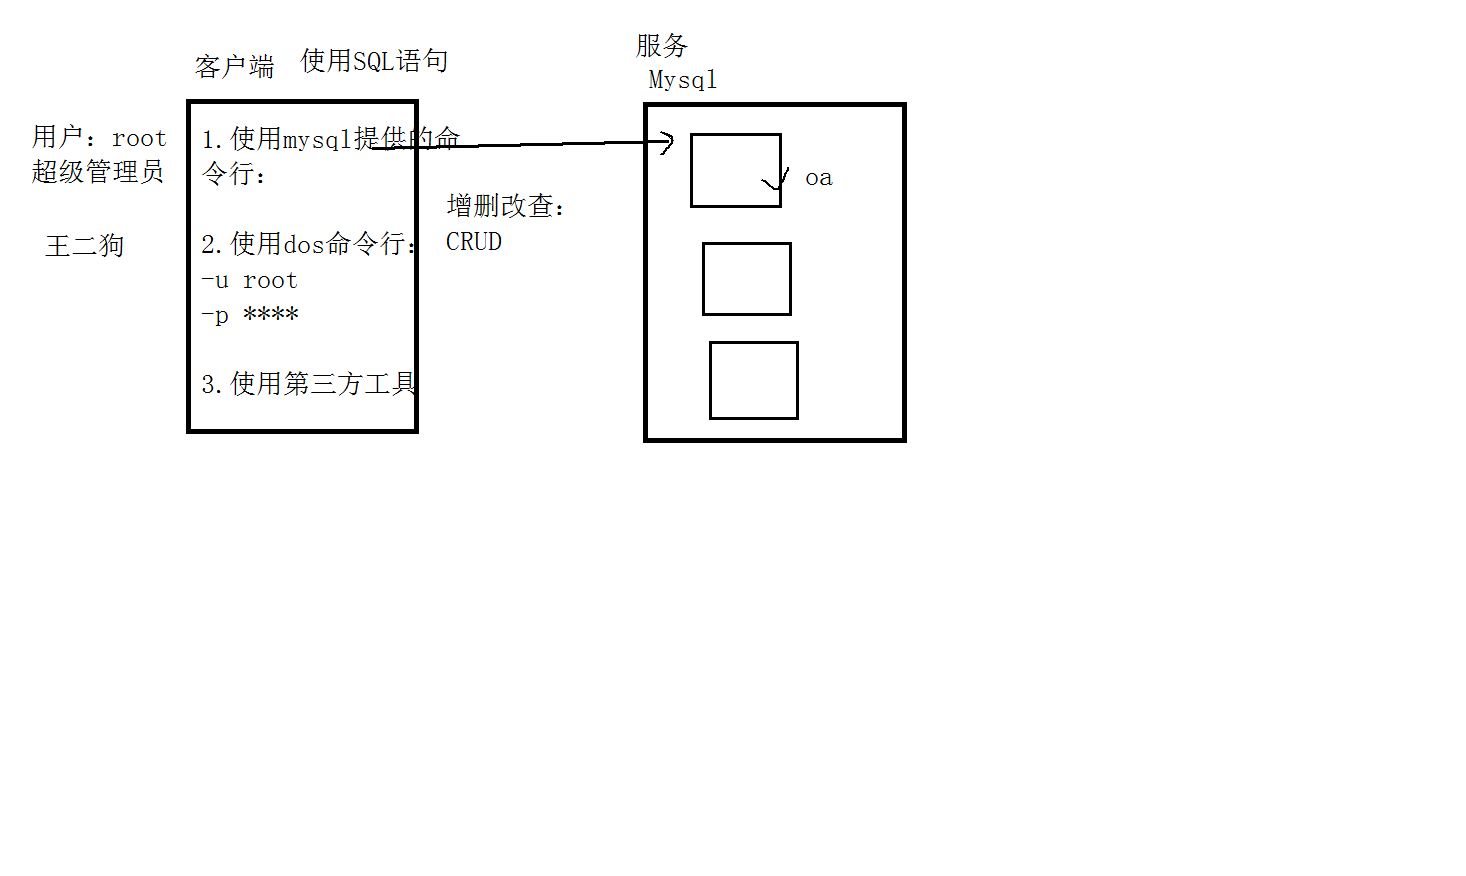 客户端
使用SQL语句
服务
Mysql
用户：root
超级管理员
王二狗
1.使用mysql提供的命
令行：
2.使用dos命令行：
-u root
-p ****
3.使用第三方工具
增删改查：
CRUD
oa